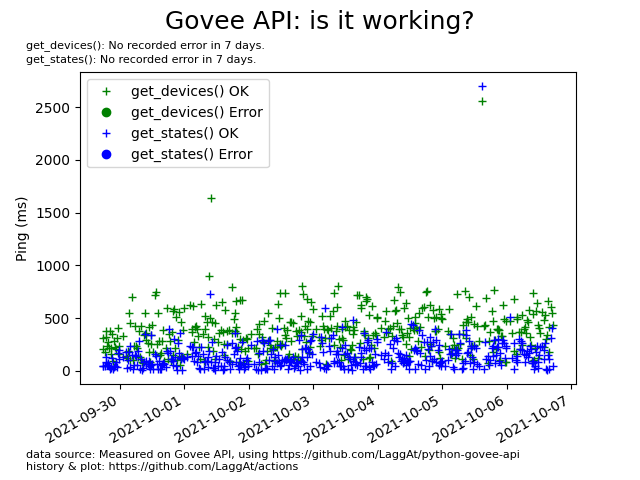 Govee API: is it working?
get_devices(): No recorded error in 7 days.
get_states(): No recorded error in 7 days.
get_devices() OK
get_devices() Error
get_states() OK
get_states() Error
Ping (ms)
2500
2000
1500
1000
500
0
2021-09-30
2021-10-01
2021-10-02
2021-10-03
2021-10-04
2021-10-05
2021-10-06
2021-10-07
data source: Measured on Govee API, using https://github.com/LaggAt/python-govee-api
history & plot: https://github.com/LaggAt/actions